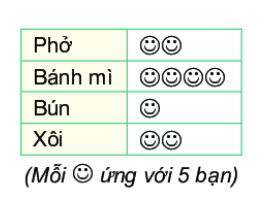 Phở ☺☺
Bánh mì ☺☺☺☺
Bún ☺
Xôi ☺☺
(Mỗi ☺ ứng với 5 bạn)